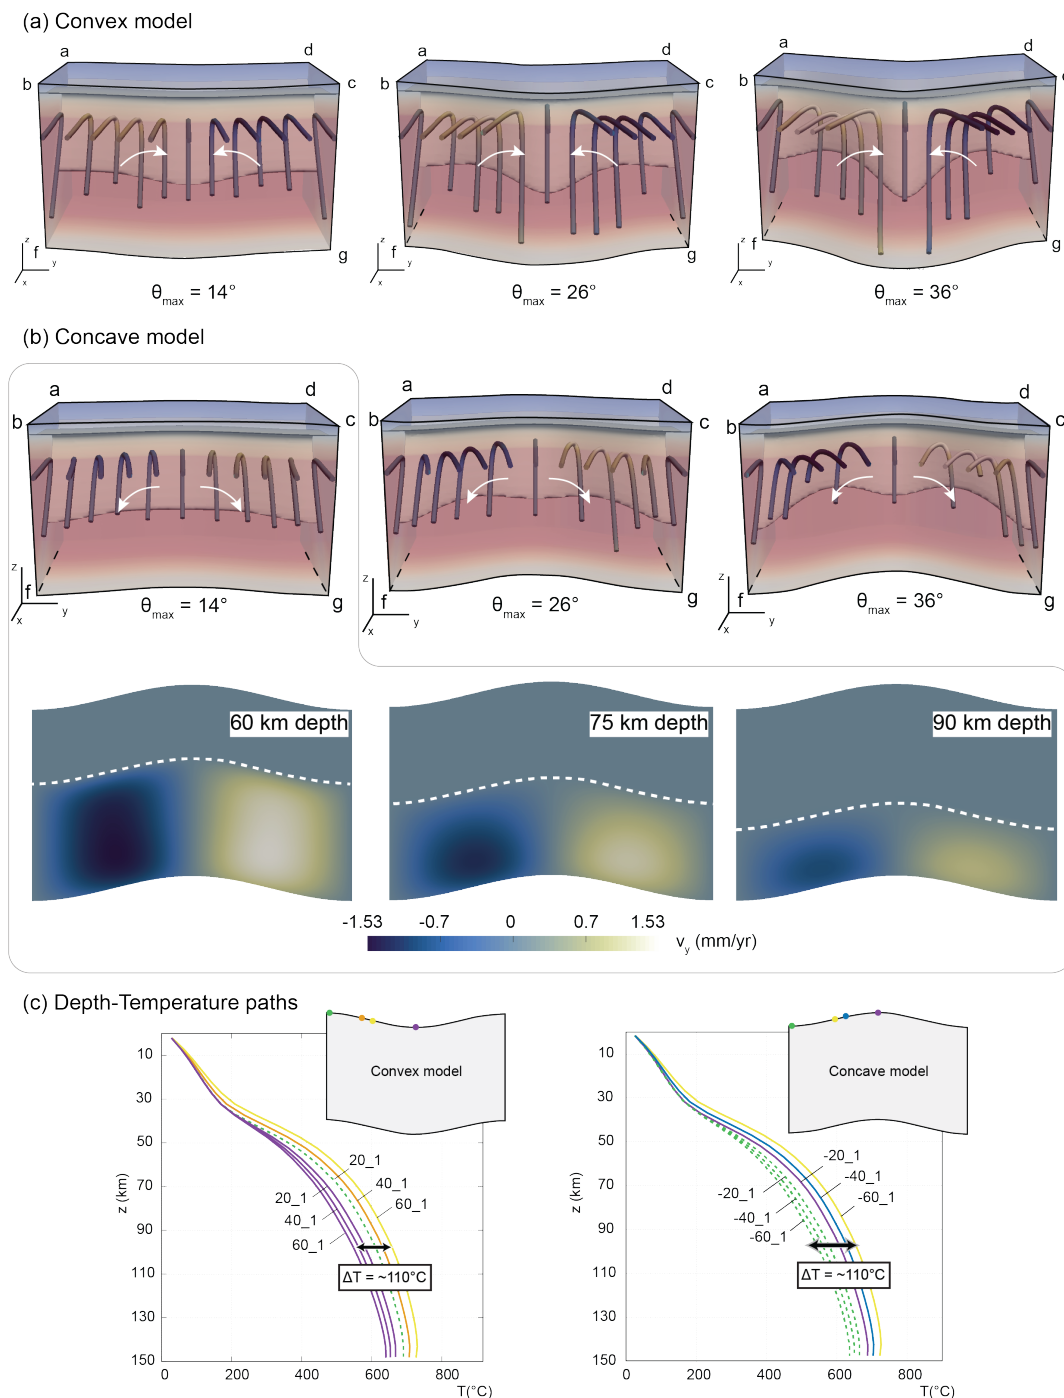 (a) Convex model
a
d
b
c
f
g
z
y
x
θmax = 14°
a
d
b
c
f
g
z
y
x
θmax = 26°
a
d
b
f
g
z
y
x
θmax = 36°
(b) Concave model
a
d
b
c
f
g
z
y
x
θmax = 14°
a
d
b
c
f
g
z
y
x
θmax = 26°
a
d
b
c
f
g
z
y
x
θmax = 36°
60 km depth
75 km depth
90 km depth
-1.53 -0.7 0 0.7 1.53
vy (mm/yr)
(c) Depth-Temperature paths
Convex model
z (km)
10
30
50
70
90
110
130
150
20_1
40_1
60_1
20_1
40_1
60_1
ΔT = ~110°C
0 200 400 600 800
T(°C)
Concave model
z (km)
10
30
50
70
90
110
130
150
-20_1
-40_1
-60_1
-20_1
-40_1
-60_1
ΔT = ~110°C
0 200 400 600 800
T(°C)